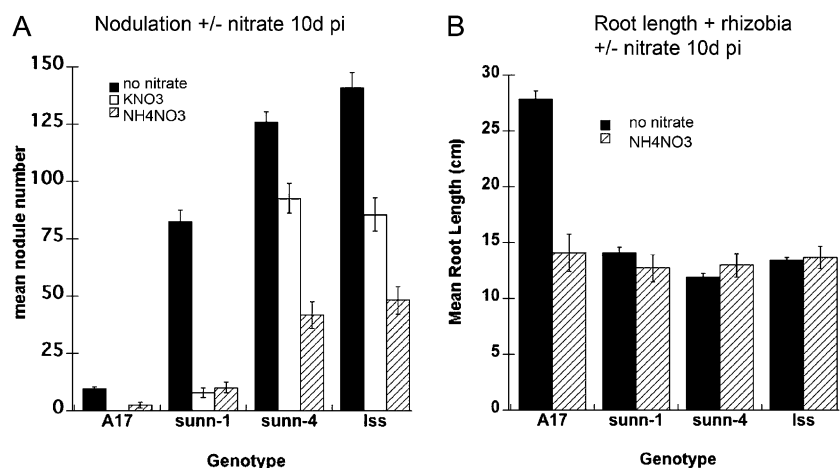 A
Nodulation +/- nitrate 10d pi
150
125
100
75
50
25
0
mean nodule number
no nitrate
KNO3
NH4NO3
A17 sunn-1 sunn-4 lss
Genotype
B
Root length + rhizobia
+/- nitrate 10d pi
30
25
20
15
10
5
0
Mean Root Length (cm)
no nitrate
NH4NO3
A17 sunn-1 sunn-4 lss
Genotype